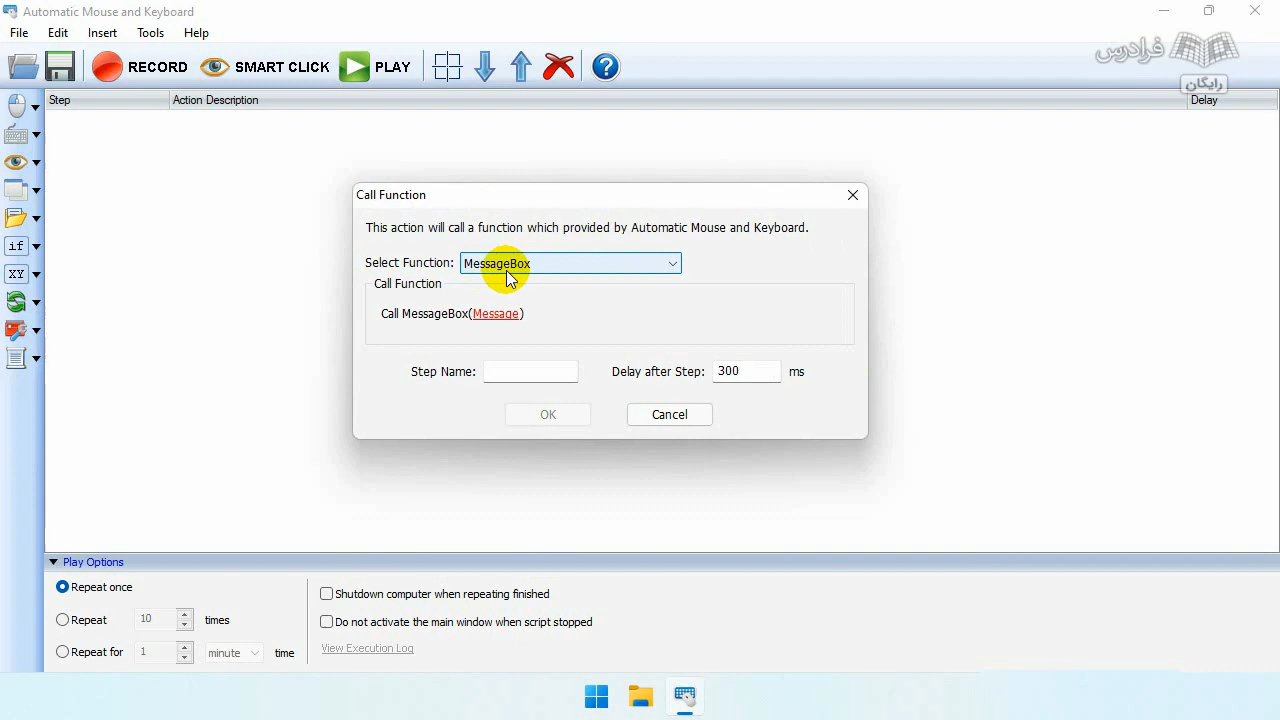 Automatic Mouse and Keyboard
File Edit Insert Tools Help
RECORD SMART CLICK PLAY
فرادرس
رایگان
Step Action Description Delay
if
XY
Call Function
This action will call a function which provided by Automatic Mouse and Keyboard.
Select Function: MessageBox
Call Function
Call MessageBox(Message)
Step Name: Delay after Step: 300 ms
OK Cancel
Play Options
Repeat once
Repeat 10 times
Repeat for 1 minute time
Shutdown computer when repeating finished
Do not activate the main window when script stopped
View Execution Log